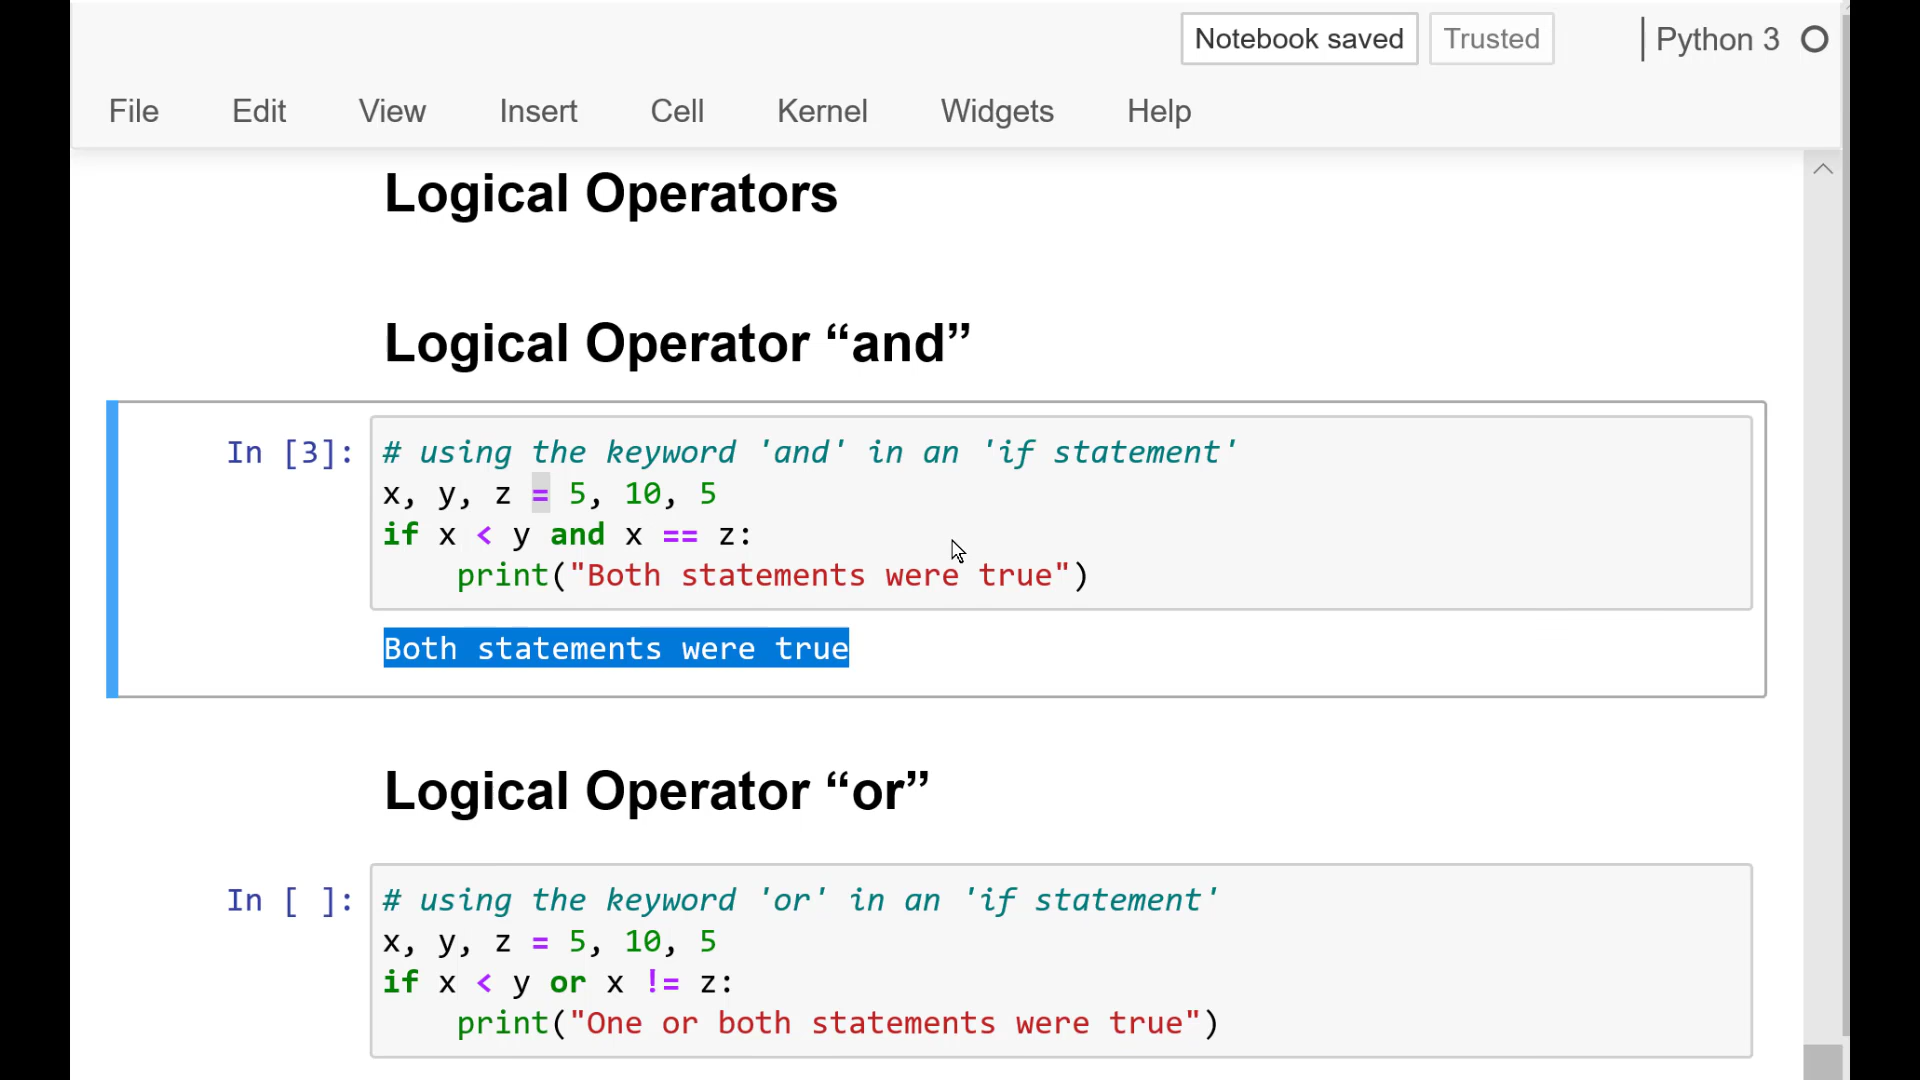 Notebook saved Trusted | Python 3
File Edit View Insert Cell Kernel Widgets Help
Logical Operators
Logical Operator “and”
In [3]: # using the keyword 'and' in an 'if statement'
x, y, z = 5, 10, 5
if x < y and x == z:
    print("Both statements were true")
Both statements were true
Logical Operator “or”
In [ ]: # using the keyword 'or' in an 'if statement'
x, y, z = 5, 10, 5
if x < y or x != z:
    print("One or both statements were true")